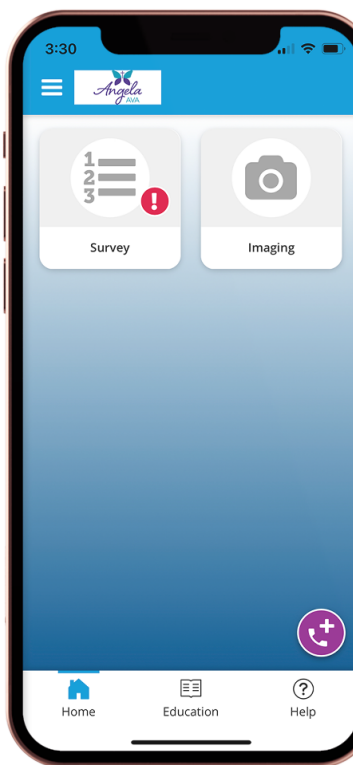 3:30
Angela
AVA
1
2
3
Survey
Imaging
Home
Education
Help